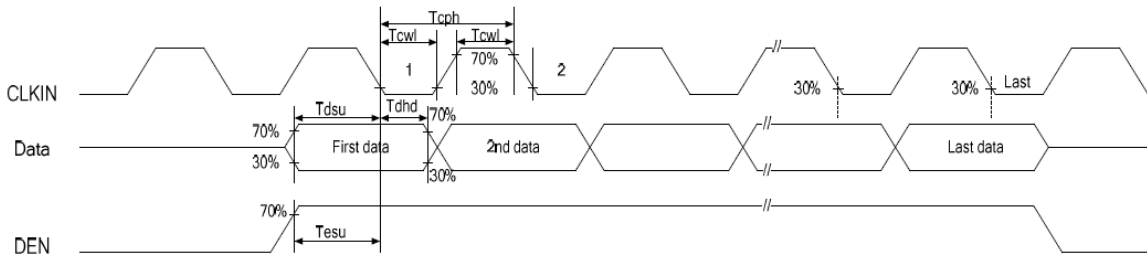 Tcph
Tcwl Tcwl
1 70% 2
CLKIN 30% 30% 30% Last
Tdsu Tdhd
70% 70%
Data First data 2nd data Last data
30% 30%
70%
Tesu
DEN
//
//
//